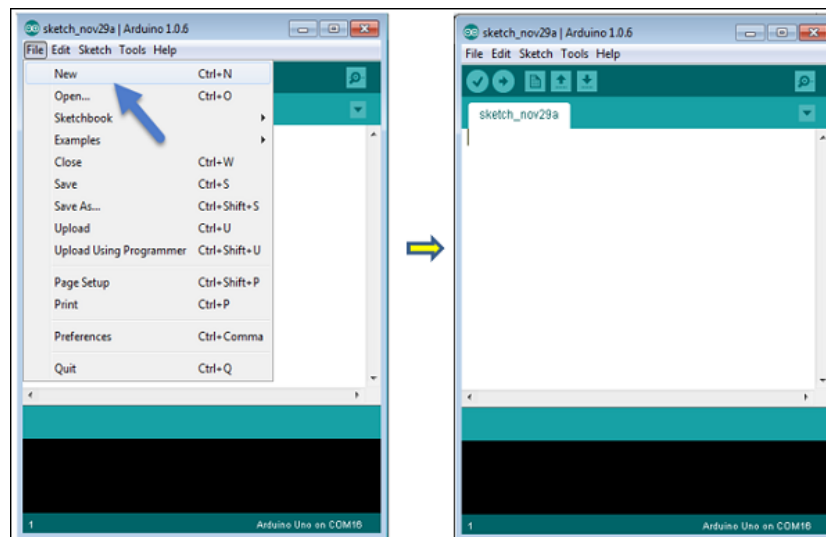 sketch_nov29a | Arduino 1.0.6
File Edit Sketch Tools Help
New Ctrl+N
Open... Ctrl+O
Sketchbook
Examples
Close Ctrl+W
Save Ctrl+S
Save As... Ctrl+Shift+S
Upload Ctrl+U
Upload Using Programmer Ctrl+Shift+U
Page Setup Ctrl+Shift+P
Print Ctrl+P
Preferences Ctrl+Comma
Quit Ctrl+Q
1 Arduino Uno on COM16
sketch_nov29a | Arduino 1.0.6
File Edit Sketch Tools Help
sketch_nov29a
1 Arduino Uno on COM16